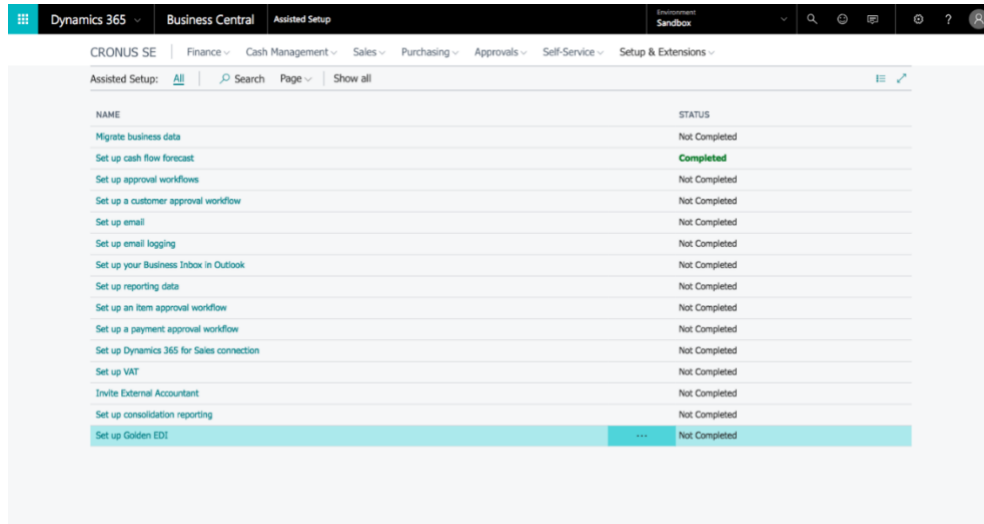 Dynamics 365 Business Central Assisted Setup Environment Sandbox ?
CRONUS SE Finance Cash Management Sales Purchasing Approvals Self-Service Setup & Extensions
Assisted Setup: All Search Page Show all
NAME STATUS
Migrate business data Not Completed
Set up cash flow forecast Completed
Set up approval workflows Not Completed
Set up a customer approval workflow Not Completed
Set up email Not Completed
Set up email logging Not Completed
Set up your Business Inbox in Outlook Not Completed
Set up reporting data Not Completed
Set up an item approval workflow Not Completed
Set up a payment approval workflow Not Completed
Set up Dynamics 365 for Sales connection Not Completed
Set up VAT Not Completed
Invite External Accountant Not Completed
Set up consolidation reporting Not Completed
Set up Golden EDI ... Not Completed